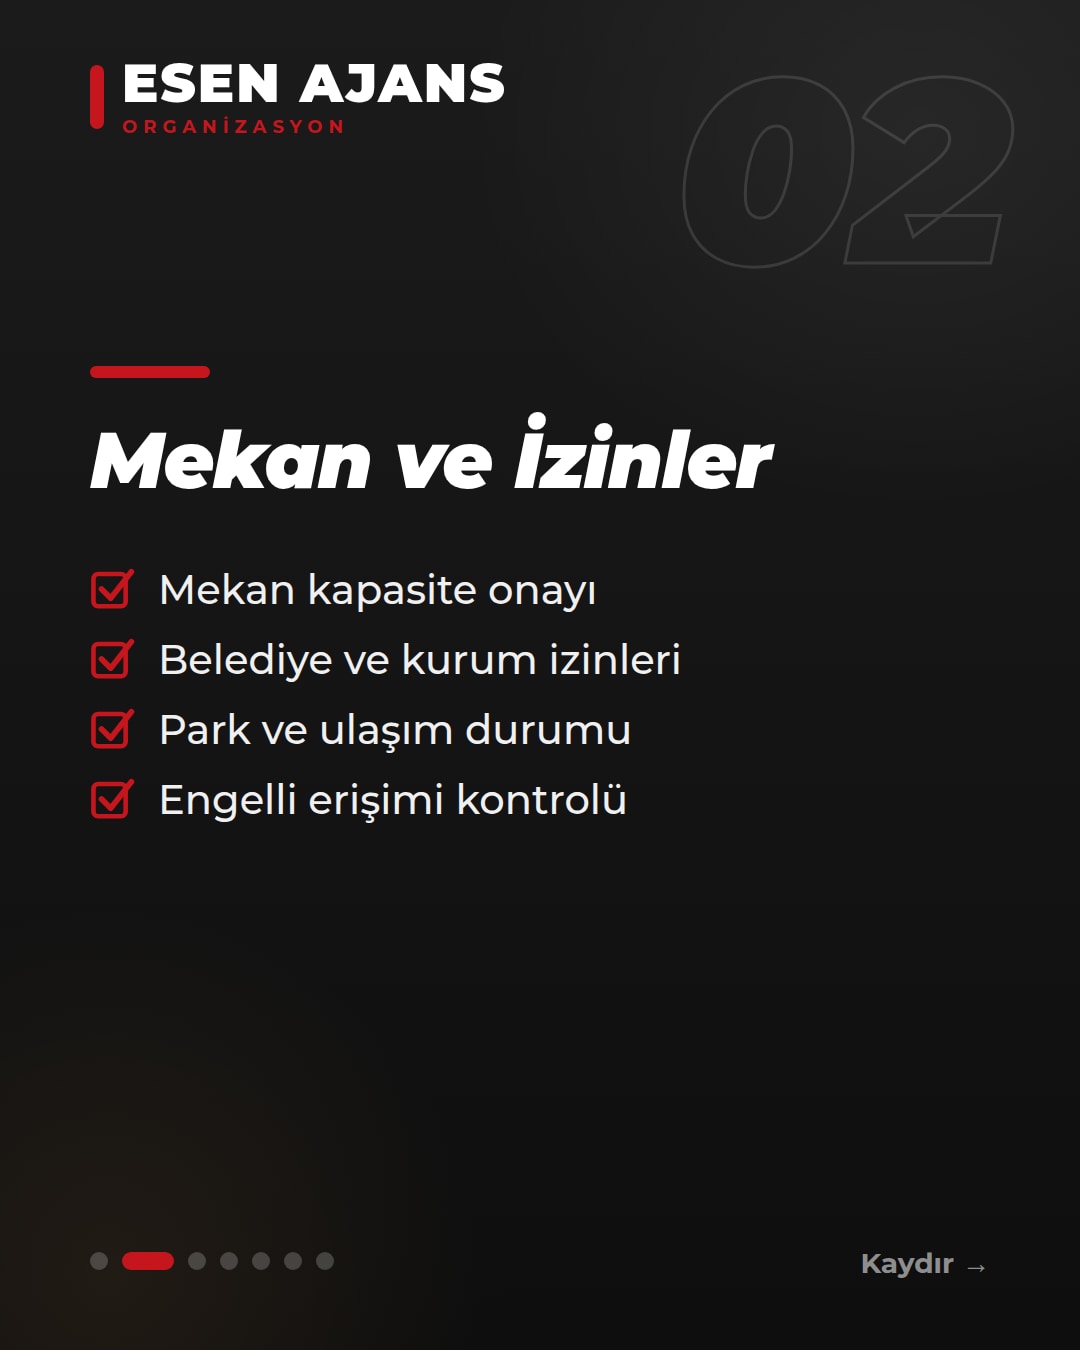 ESEN AJANS
ORGANİZASYON
02
Mekan ve İzinler
Mekan kapasite onayı
Belediye ve kurum izinleri
Park ve ulaşım durumu
Engelli erişimi kontrolü
Kaydır →